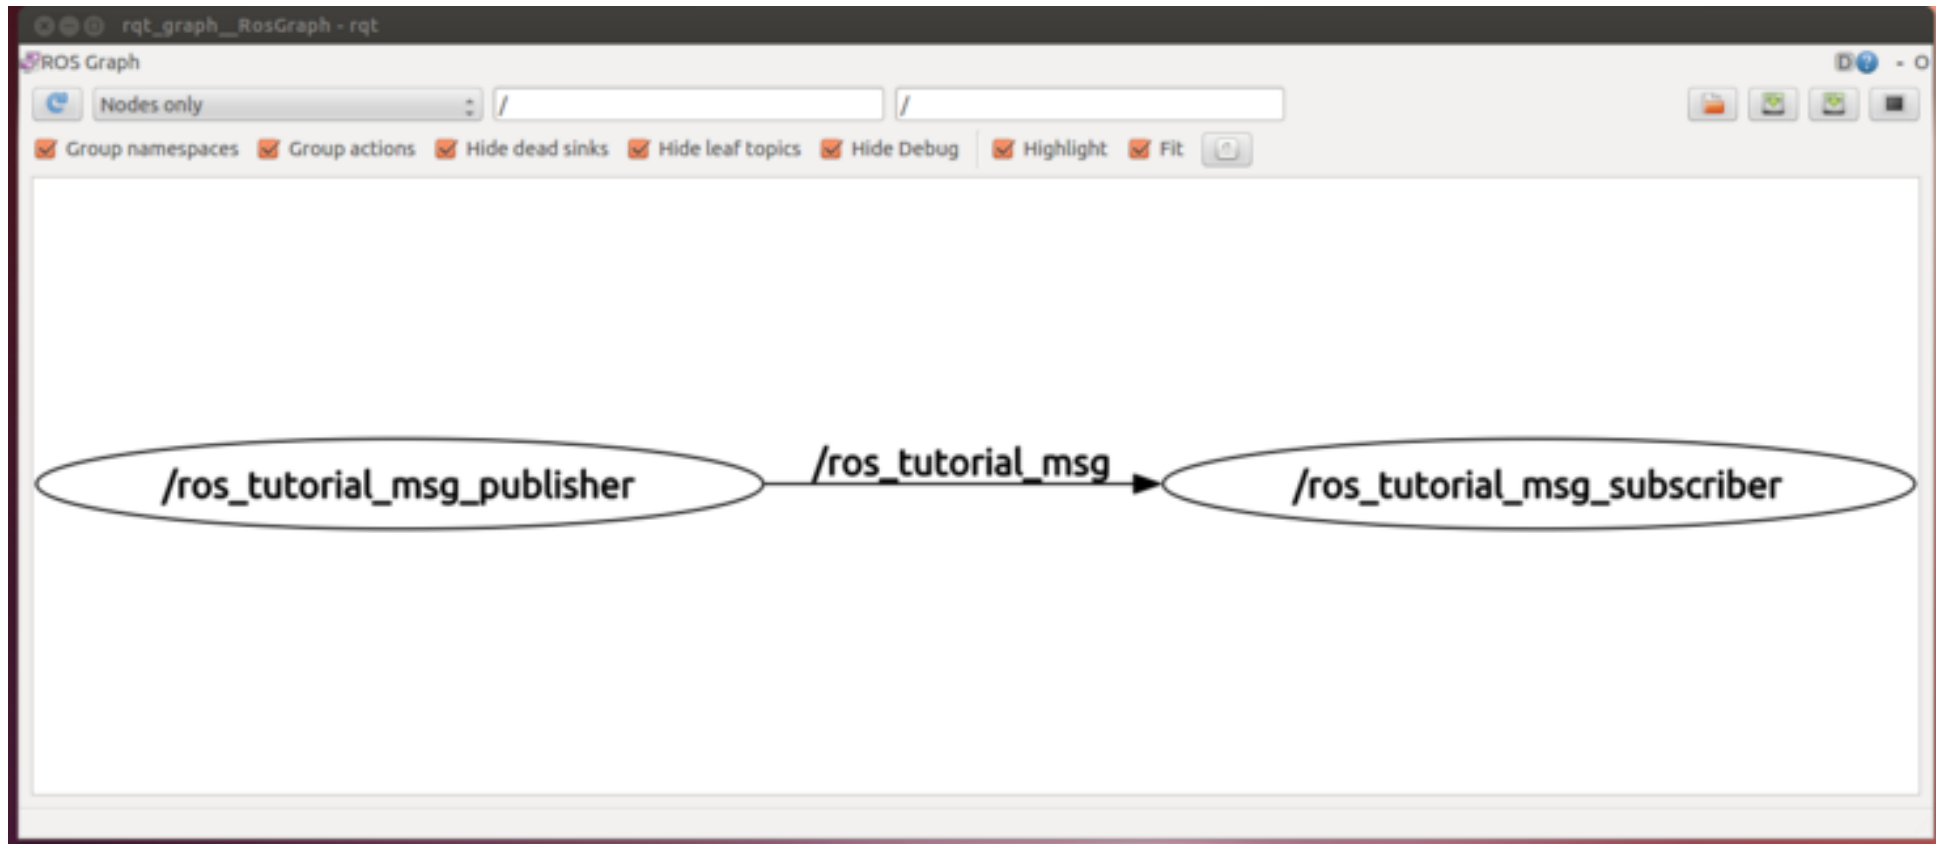 rqt_graph__RosGraph - rqt
ROS Graph D ? - O
Nodes only / /
Group namespaces Group actions Hide dead sinks Hide leaf topics Hide Debug Highlight Fit
/ros_tutorial_msg_publisher /ros_tutorial_msg /ros_tutorial_msg_subscriber